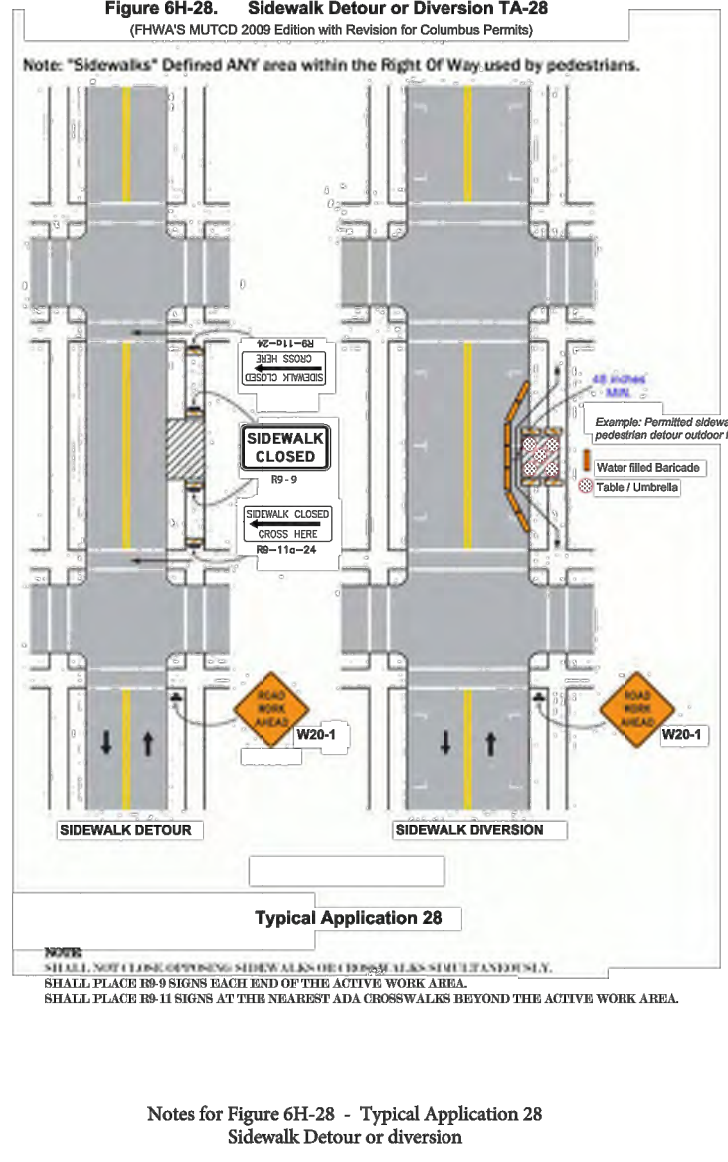 Figure 6H-28. Sidewalk Detour or Diversion TA-28
(FHWA'S MUTCD 2009 Edition with Revision for Columbus Permits)
Note: "Sidewalks" Defined ANY area within the Right Of Way used by pedestrians.
R9-11a-24
CROSS HERE
SIDEWALK CLOSED
SIDEWALK
CLOSED
R9-9
SIDEWALK CLOSED
CROSS HERE
R9-11a-24
48 inches
MIN.
Example: Permitted sidewa
pedestrian detour outdoor
Water filled Baricade
Table / Umbrella
ROAD
WORK
AHEAD
W20-1
ROAD
WORK
AHEAD
W20-1
SIDEWALK DETOUR
SIDEWALK DIVERSION
Typical Application 28
NOTE
SHALL NOT CLOSE OPPOSING SIDEWALKS OR CROSSWALKS SIMULTANEOUSLY.
SHALL PLACE R9-9 SIGNS EACH END OF THE ACTIVE WORK AREA.
SHALL PLACE R9-11 SIGNS AT THE NEAREST ADA CROSSWALKS BEYOND THE ACTIVE WORK AREA.
Notes for Figure 6H-28 - Typical Application 28
Sidewalk Detour or diversion